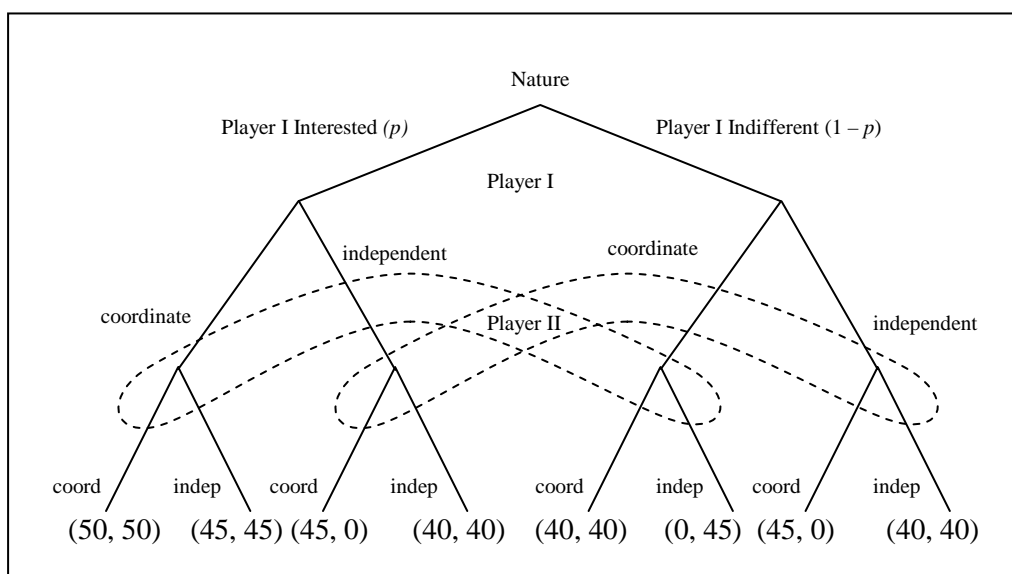 Nature
Player I Interested (p)
Player I Indifferent (1 – p)
Player I
independent
coordinate
coordinate
Player II
independent
coord
indep
coord
indep
coord
indep
coord
indep
(50, 50)
(45, 45)
(45, 0)
(40, 40)
(40, 40)
(0, 45)
(45, 0)
(40, 40)